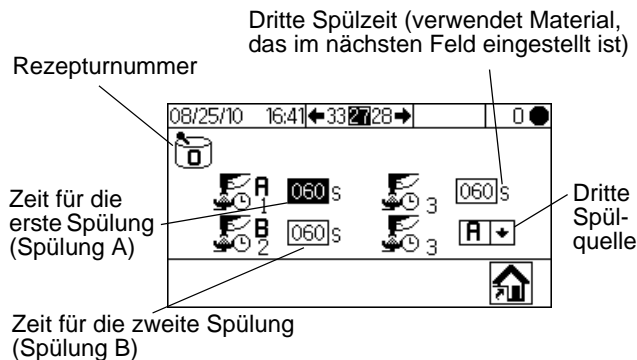 Dritte Spülzeit (verwendet Material,
das im nächsten Feld eingestellt ist)
Rezepturnummer
08/25/10 16:41 33 27 28 0
0
A 1 060 s 3 060 s
B 2 060 s 3 A
Zeit für die
erste Spülung
(Spülung A)
Dritte
Spül-
quelle
Zeit für die zweite Spülung
(Spülung B)